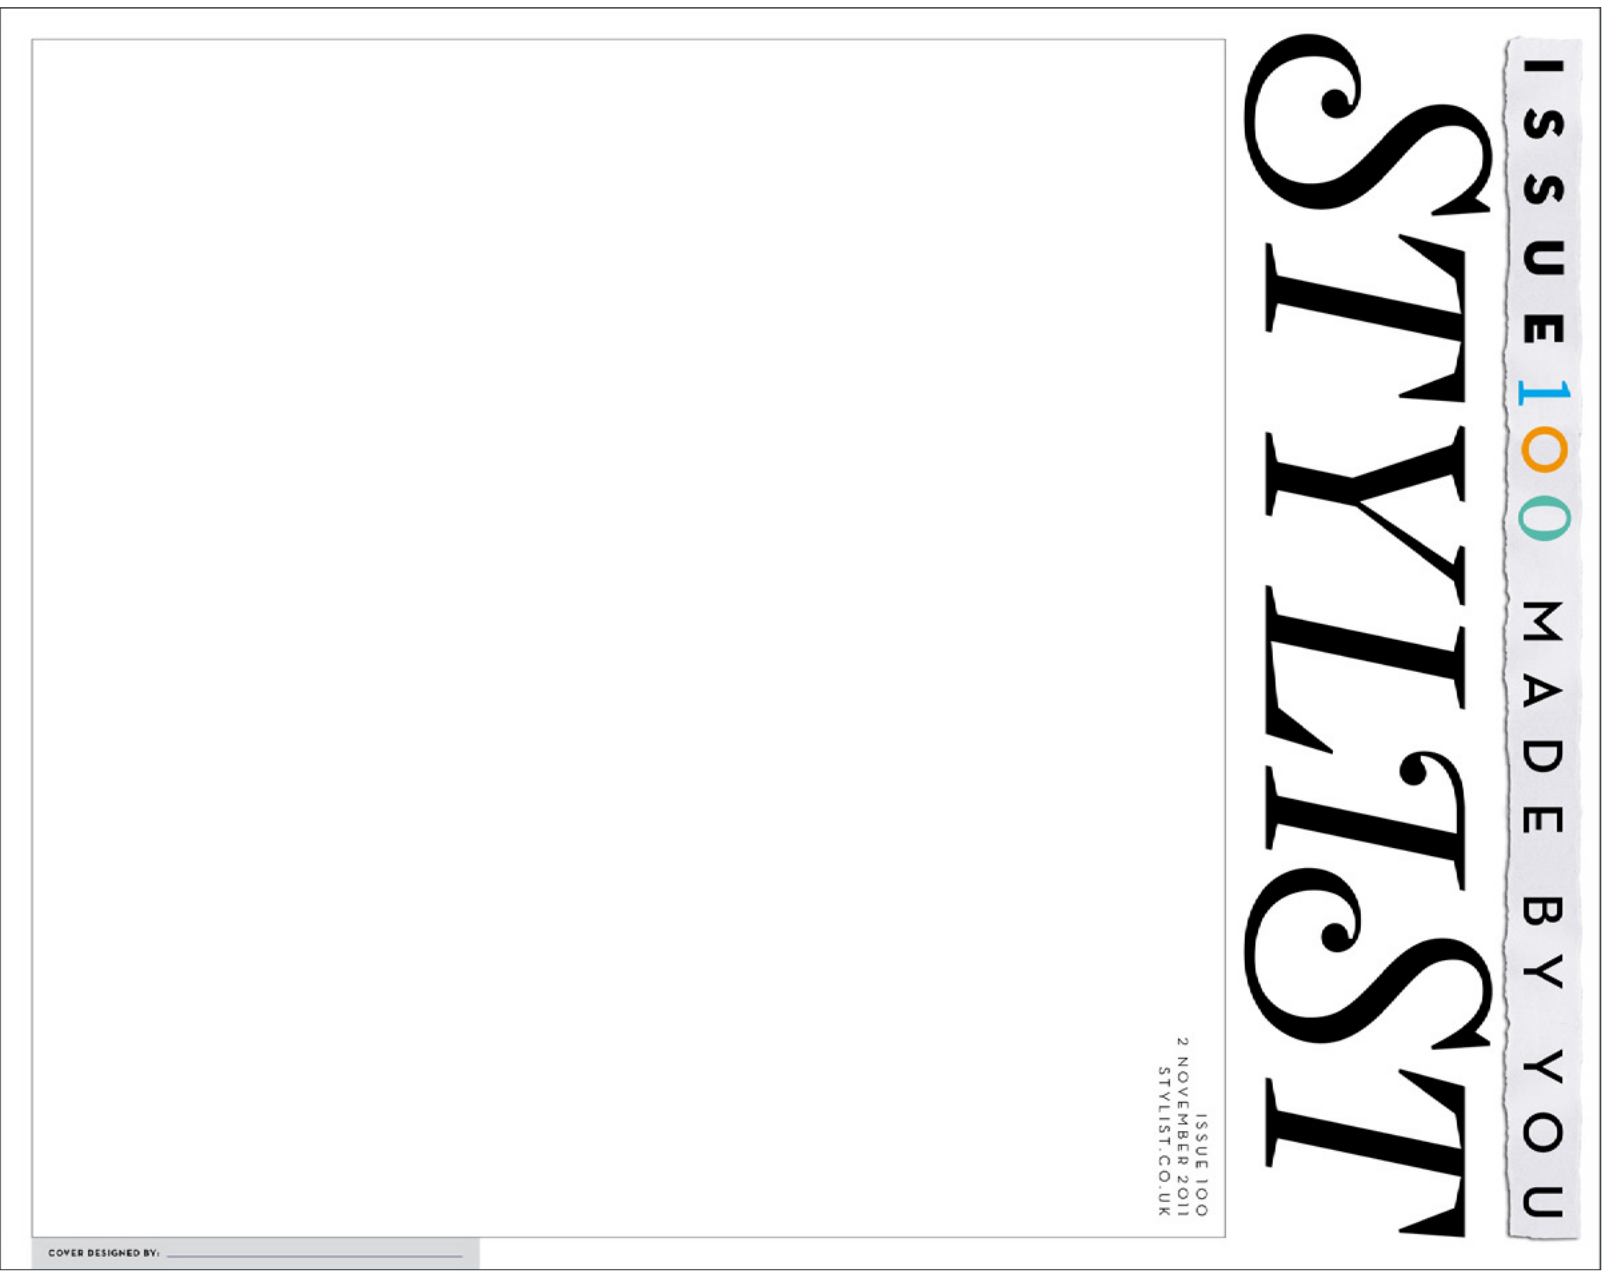 ISSUE 100 MADE BY YOU
STYLIST
ISSUE 100
2 NOVEMBER 2011
STYLIST.CO.UK
COVER DESIGNED BY: